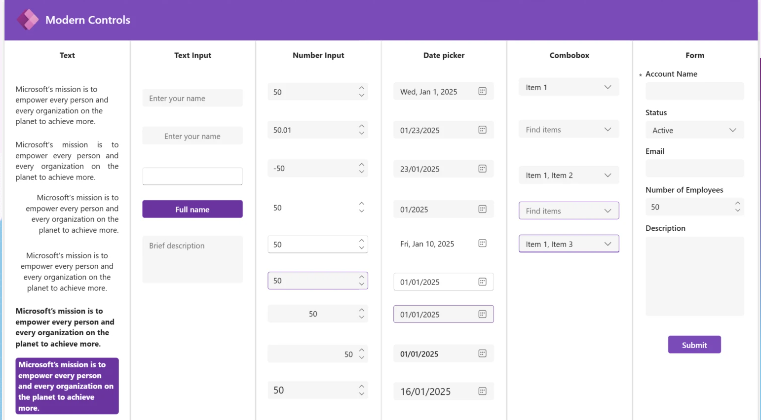 Modern Controls
Text
Microsoft's mission is to
empower every person and
every organization on the
planet to achieve more.
Microsoft's mission is to
empower every person and
every organization on the
planet to achieve more.
Microsoft's mission is to
empower every person and
every organization on the
planet to achieve more.
Microsoft's mission is to
empower every person and
every organization on the
planet to achieve more.
Microsoft's mission is to
empower every person and
every organization on the
planet to achieve more.
Microsoft's mission is to
empower every person
and every organization on
the planet to achieve
more.
Text Input
Enter your name
Enter your name
Full name
Brief description
Number Input
50
50.01
-50
50
50
50
50
50
50
Date picker
Wed, Jan 1, 2025
01/23/2025
23/01/2025
01/2025
Fri, Jan 10, 2025
01/01/2025
01/01/2025
01/01/2025
16/01/2025
Combobox
Item 1
Find items
Item 1, Item 2
Find items
Item 1, Item 3
Form
* Account Name
Status
Active
Email
Number of Employees
50
Description
Submit